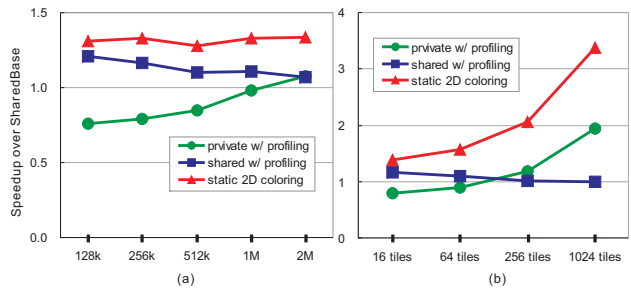 Speedup over SharedBase
1.5
1.0
0.5
0.0
private w/ profiling
shared w/ profiling
static 2D coloring
128k 256k 512k 1M 2M
(a)
4
3
2
1
0
private w/ profiling
shared w/ profiling
static 2D coloring
16 tiles 64 tiles 256 tiles 1024 tiles
(b)